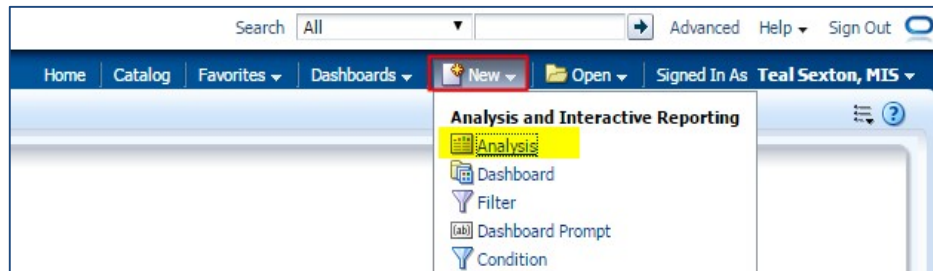 Search All Advanced Help Sign Out
Home Catalog Favorites Dashboards New Open Signed In As Teal Sexton, MIS
Analysis and Interactive Reporting
Analysis
Dashboard
Filter
(ab) Dashboard Prompt
Condition